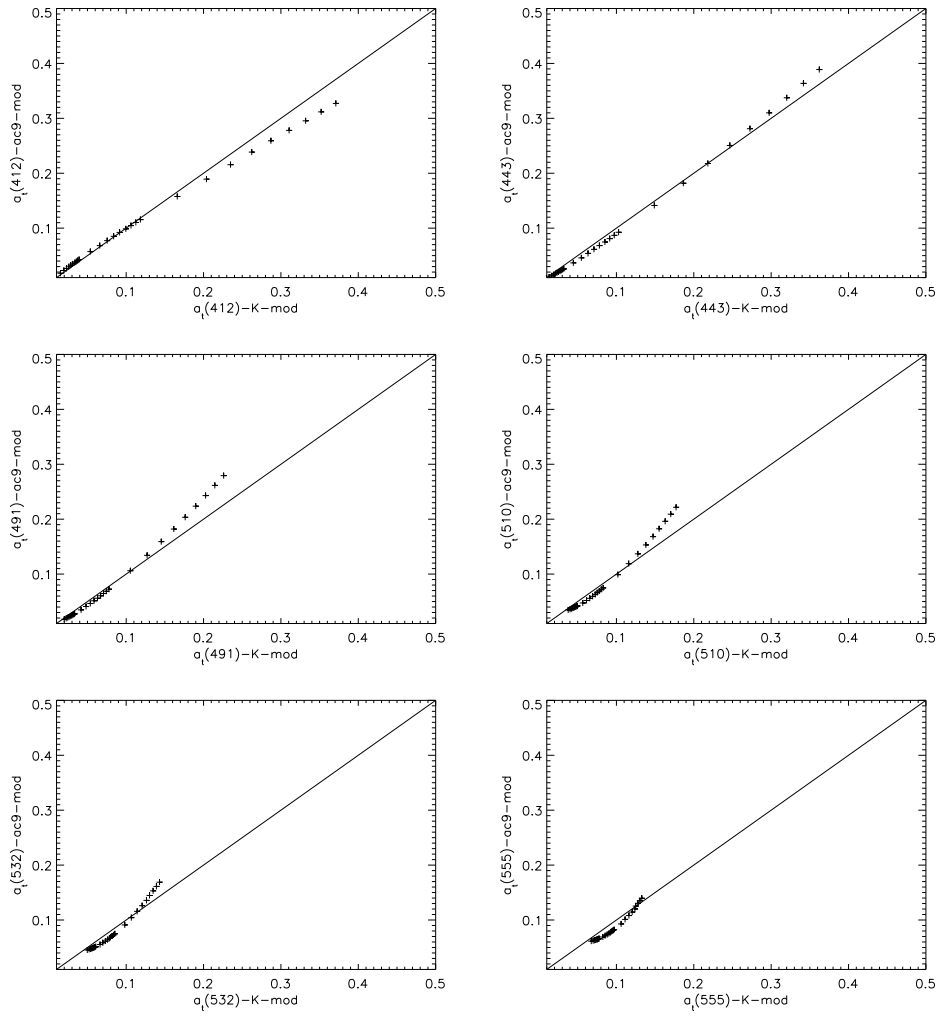 0.5 0.5
0.4 0.4
0.3 0.3
0.2 0.2
0.1 0.1
a_t(412)-ac9-mod a_t(443)-ac9-mod
0.1 0.2 0.3 0.4 0.5 0.1 0.2 0.3 0.4 0.5
a_t(412)-K-mod a_t(443)-K-mod
0.5 0.5
0.4 0.4
0.3 0.3
0.2 0.2
0.1 0.1
a_t(491)-ac9-mod a_t(510)-ac9-mod
0.1 0.2 0.3 0.4 0.5 0.1 0.2 0.3 0.4 0.5
a_t(491)-K-mod a_t(510)-K-mod
0.5 0.5
0.4 0.4
0.3 0.3
0.2 0.2
0.1 0.1
a_t(532)-ac9-mod a_t(555)-ac9-mod
0.1 0.2 0.3 0.4 0.5 0.1 0.2 0.3 0.4 0.5
a_t(532)-K-mod a_t(555)-K-mod